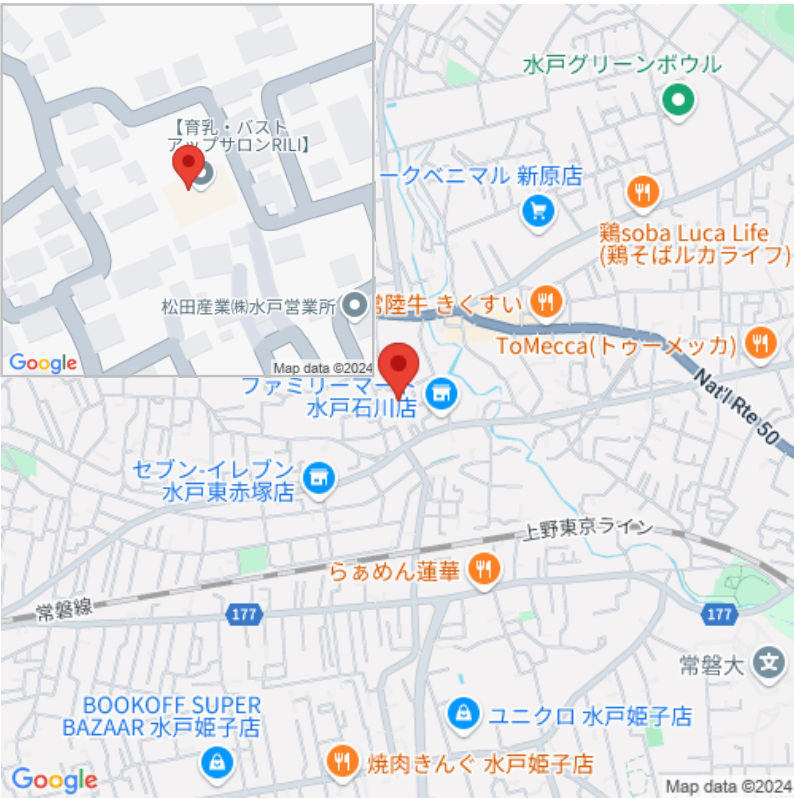 【育乳・バスト
アップサロンRILI】
松田産業㈱水戸営業所
Google
Map data ©2024
水戸グリーンボウル
ークベニマル 新原店
鶏soba Luca Life
(鶏そばルカライフ)
常陸牛 きくすい
ToMecca(トゥーメッカ)
Nat'l Rte 50
ファミリーマート
水戸石川店
セブン-イレブン
水戸東赤塚店
上野東京ライン
らぁめん蓮華
常磐線
177
177
常磐大
BOOKOFF SUPER
BAZAAR 水戸姫子店
ユニクロ 水戸姫子店
焼肉きんぐ 水戸姫子店
Google
Map data ©2024